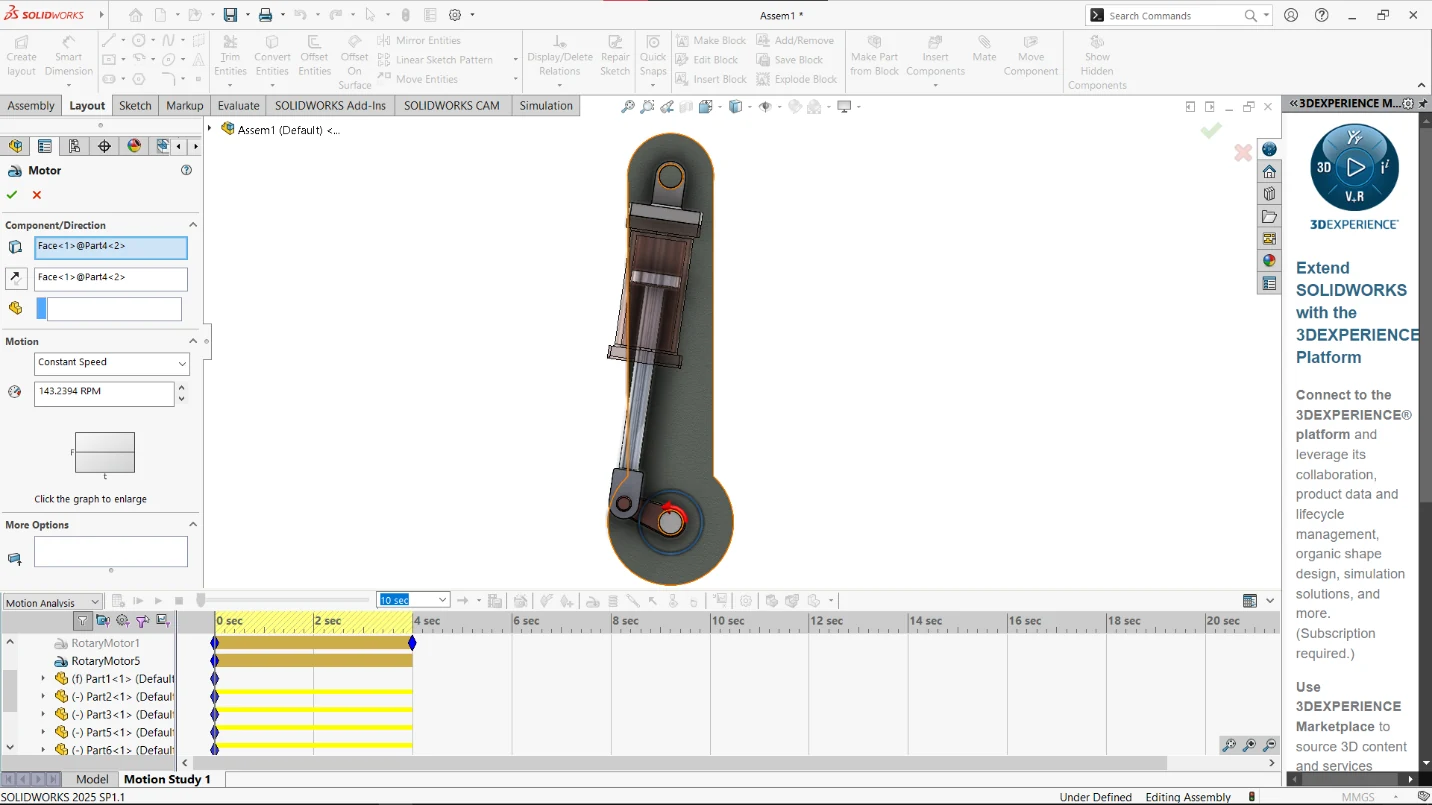 SOLIDWORKS
Assem1 *
Search Commands
Create layout
Smart Dimension
Trim Entities
Convert Entities
Offset Entities
Offset On Surface
Mirror Entities
Linear Sketch Pattern
Move Entities
Display/Delete Relations
Repair Sketch
Quick Snaps
Make Block
Edit Block
Insert Block
Add/Remove
Save Block
Explode Block
Make Part from Block
Insert Components
Mate
Move Component
Show Hidden Components
Assembly
Layout
Sketch
Markup
Evaluate
SOLIDWORKS Add-Ins
SOLIDWORKS CAM
Simulation
Assem1 (Default) <...
Motor
Component/Direction
Face<1>@Part4<2>
Face<1>@Part4<2>
Motion
Constant Speed
143.2394 RPM
F
t
Click the graph to enlarge
More Options
3DEXPERIENCE M...
3D
V+R
3DEXPERIENCE
Extend
SOLIDWORKS
with the
3DEXPERIENCE
Platform
Connect to the
3DEXPERIENCE®
platform and
leverage its
collaboration,
product data and
lifecycle
management,
organic shape
design, simulation
solutions, and
more.
(Subscription
required.)
Use
3DEXPERIENCE
Marketplace to
source 3D content
and services
Motion Analysis
10 sec
0 sec
2 sec
4 sec
6 sec
8 sec
10 sec
12 sec
14 sec
16 sec
18 sec
20 sec
RotaryMotor1
RotaryMotor5
(f) Part1<1> (Defaul
(-) Part2<1> (Defaul
(-) Part3<1> (Defaul
(-) Part5<1> (Defaul
(-) Part6<1> (Defaul
Model
Motion Study 1
SOLIDWORKS 2025 SP1.1
Under Defined
Editing Assembly
MMGS